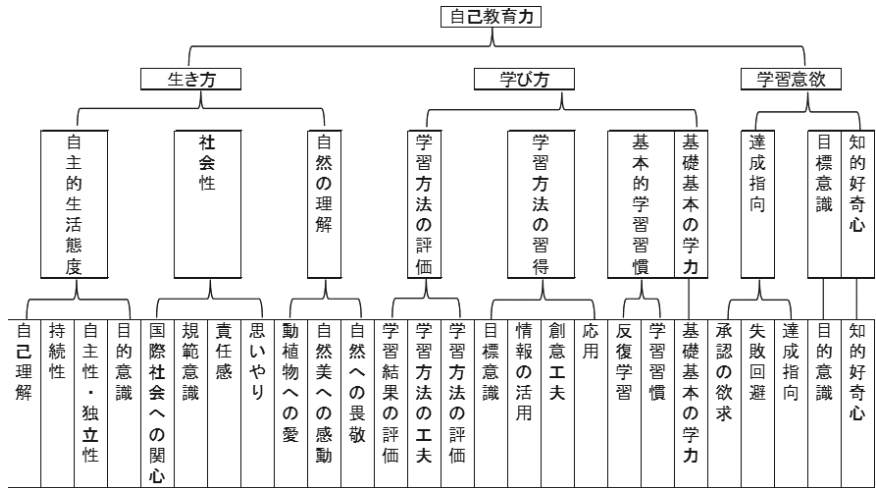 自己教育力
生き方
学び方
学習意欲
自主的生活態度
社会性
自然の理解
学習方法の評価
学習方法の習得
基本的学習習慣
基礎基本の学力
達成指向
目標意識
知的好奇心
自己理解
持続性
自主性・独立性
目的意識
国際社会への関心
規範意識
責任感
思いやり
動植物への愛
自然美への感動
自然への畏敬
学習結果の評価
学習方法の工夫
学習方法の評価
目標意識
情報の活用
創意工夫
応用
反復学習
学習習慣
基礎基本の学力
承認の欲求
失敗回避
達成指向
目的意識
知的好奇心